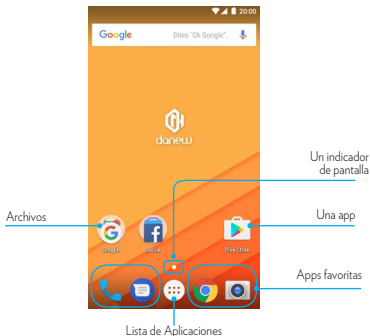 20:00
Google
Dites "Ok Google".
danew
Un indicador
de pantalla
Archivos
Una app
Google
Social
Play Store
Apps favoritas
Lista de Aplicaciones